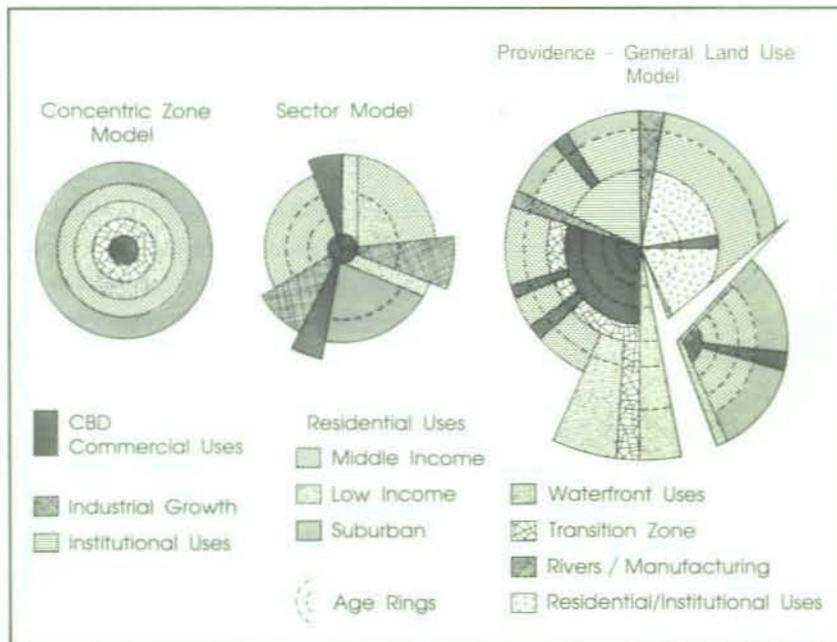 Concentric Zone
Model
Sector Model
Providence - General Land Use
Model
CBD
Commercial Uses
Industrial Growth
Institutional Uses
Residential Uses
Middle Income
Low Income
Suburban
Age Rings
Waterfront Uses
Transition Zone
Rivers / Manufacturing
Residential/Institutional Uses